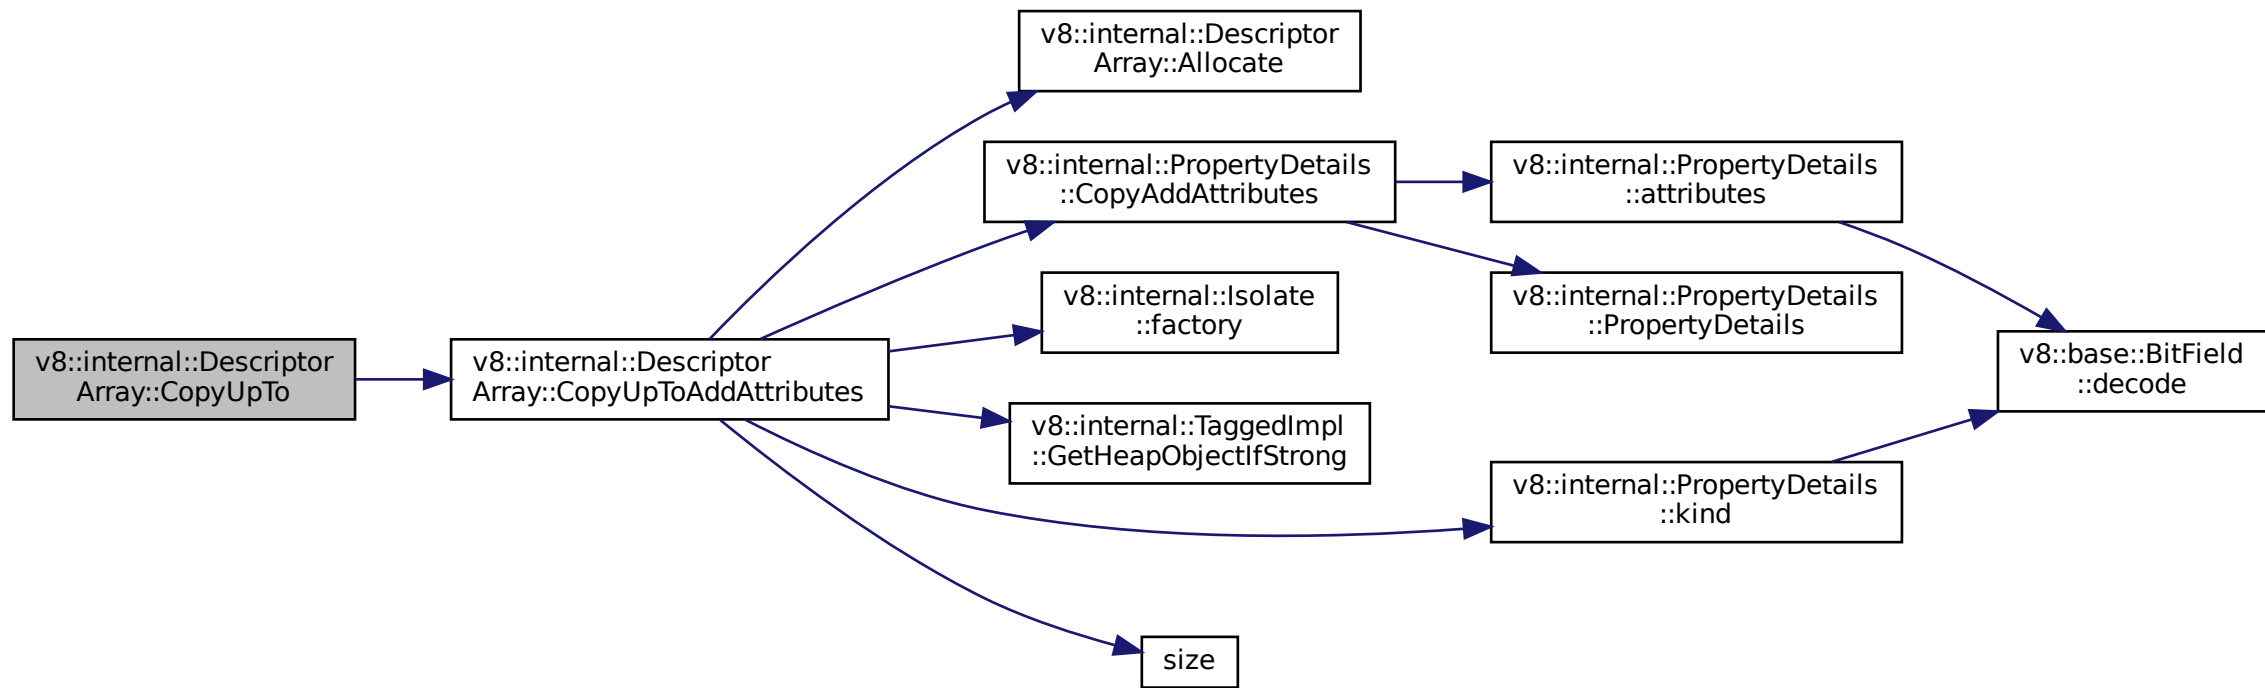 v8::internal::Descriptor
Array::CopyUpTo
v8::internal::Descriptor
Array::CopyUpToAddAttributes
v8::internal::Descriptor
Array::Allocate
v8::internal::PropertyDetails
::CopyAddAttributes
v8::internal::Isolate
::factory
v8::internal::TaggedImpl
::GetHeapObjectIfStrong
size
v8::internal::PropertyDetails
::attributes
v8::internal::PropertyDetails
::PropertyDetails
v8::internal::PropertyDetails
::kind
v8::base::BitField
::decode